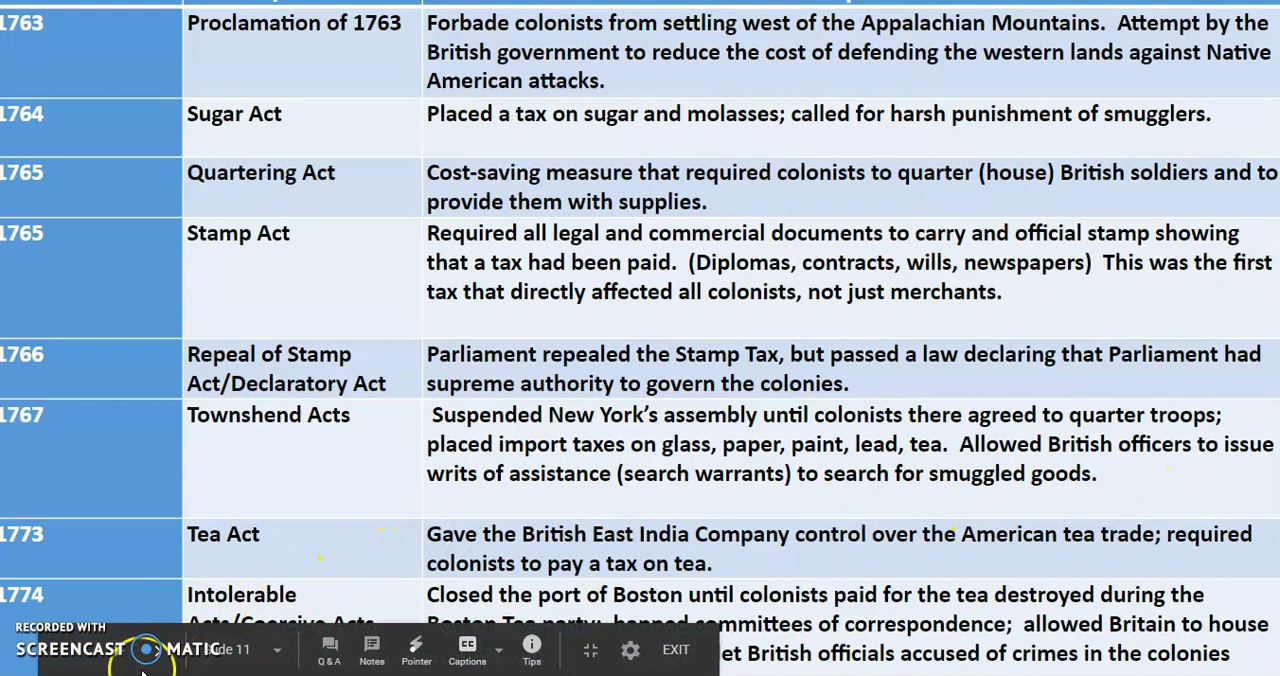 1763 Proclamation of 1763 Forbade colonists from settling west of the Appalachian Mountains. Attempt by the
British government to reduce the cost of defending the western lands against Native
American attacks.
1764 Sugar Act Placed a tax on sugar and molasses; called for harsh punishment of smugglers.
1765 Quartering Act Cost-saving measure that required colonists to quarter (house) British soldiers and to
provide them with supplies.
1765 Stamp Act Required all legal and commercial documents to carry and official stamp showing
that a tax had been paid. (Diplomas, contracts, wills, newspapers) This was the first
tax that directly affected all colonists, not just merchants.
1766 Repeal of Stamp Parliament repealed the Stamp Tax, but passed a law declaring that Parliament had
Act/Declaratory Act supreme authority to govern the colonies.
1767 Townshend Acts Suspended New York's assembly until colonists there agreed to quarter troops;
placed import taxes on glass, paper, paint, lead, tea. Allowed British officers to issue
writs of assistance (search warrants) to search for smuggled goods.
1773 Tea Act Gave the British East India Company control over the American tea trade; required
colonists to pay a tax on tea.
1774 Intolerable Closed the port of Boston until colonists paid for the tea destroyed during the
Acts/Coercive Acts Boston Tea party; banned committees of correspondence; allowed Britain to house
et British officials accused of crimes in the colonies
RECORDED WITH
SCREENCAST MATIC
11
Q & A Notes Pointer Captions Tips EXIT